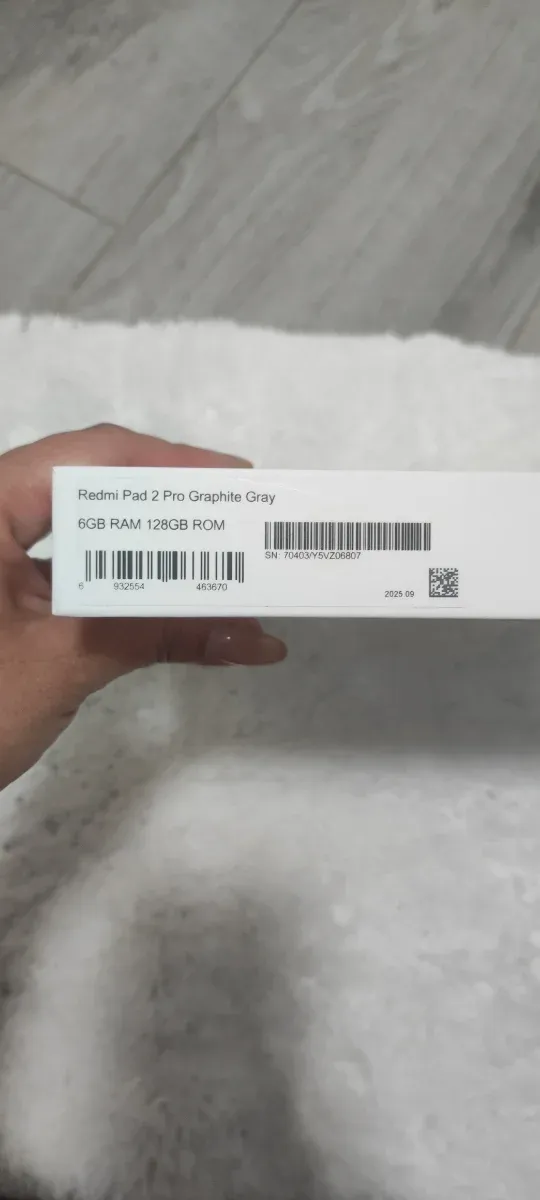 Redmi Pad 2 Pro Graphite Gray
6GB RAM 128GB ROM
SN: 70403/Y5VZ06807
6 932554 463670
2025.09